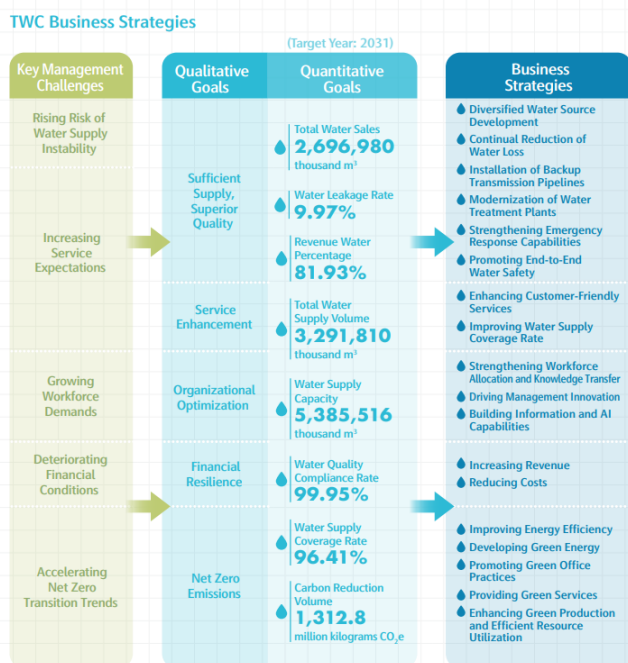 TWC Business Strategies
(Target Year: 2031)
Key Management
Challenges
Qualitative
Goals
Quantitative
Goals
Business
Strategies
Rising Risk of
Water Supply
Instability
Increasing
Service
Expectations
Growing
Workforce
Demands
Deteriorating
Financial
Conditions
Accelerating
Net Zero
Transition Trends
Sufficient
Supply,
Superior
Quality
Service
Enhancement
Organizational
Optimization
Financial
Resilience
Net Zero
Emissions
Total Water Sales
2,696,980
thousand m³
Water Leakage Rate
9.97%
Revenue Water
Percentage
81.93%
Total Water
Supply Volume
3,291,810
thousand m³
Water Supply
Capacity
5,385,516
thousand m³
Water Quality
Compliance Rate
99.95%
Water Supply
Coverage Rate
96.41%
Carbon Reduction
Volume
1,312.8
million kilograms CO₂e
Diversified Water Source
Development
Continual Reduction of
Water Loss
Installation of Backup
Transmission Pipelines
Modernization of Water
Treatment Plants
Strengthening Emergency
Response Capabilities
Promoting End-to-End
Water Safety
Enhancing Customer-Friendly
Services
Improving Water Supply
Coverage Rate
Strengthening Workforce
Allocation and Knowledge Transfer
Driving Management Innovation
Building Information and AI
Capabilities
Increasing Revenue
Reducing Costs
Improving Energy Efficiency
Developing Green Energy
Promoting Green Office
Practices
Providing Green Services
Enhancing Green Production
and Efficient Resource
Utilization